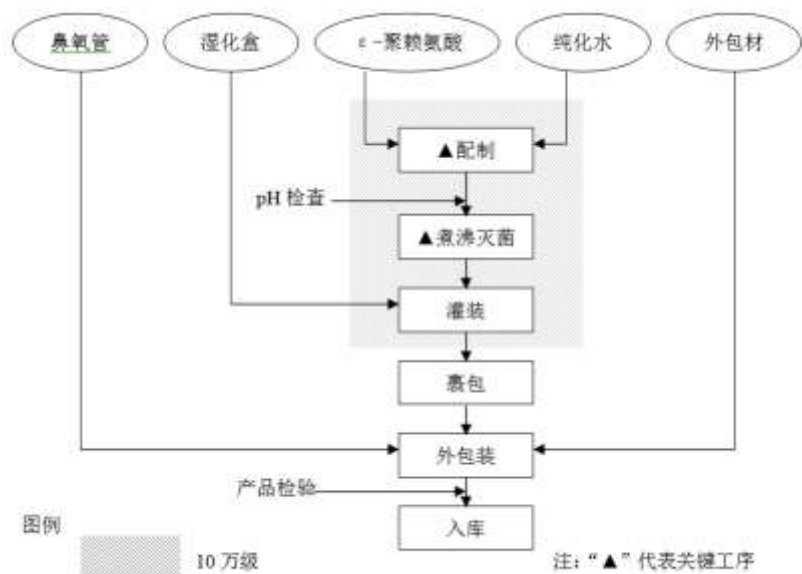 鼻氧管
湿化盒
ε-聚赖氨酸
纯化水
外包材
▲配制
pH 检查
▲煮沸灭菌
灌装
裹包
外包装
产品检验
入库
图例
10 万级
注：“▲”代表关键工序